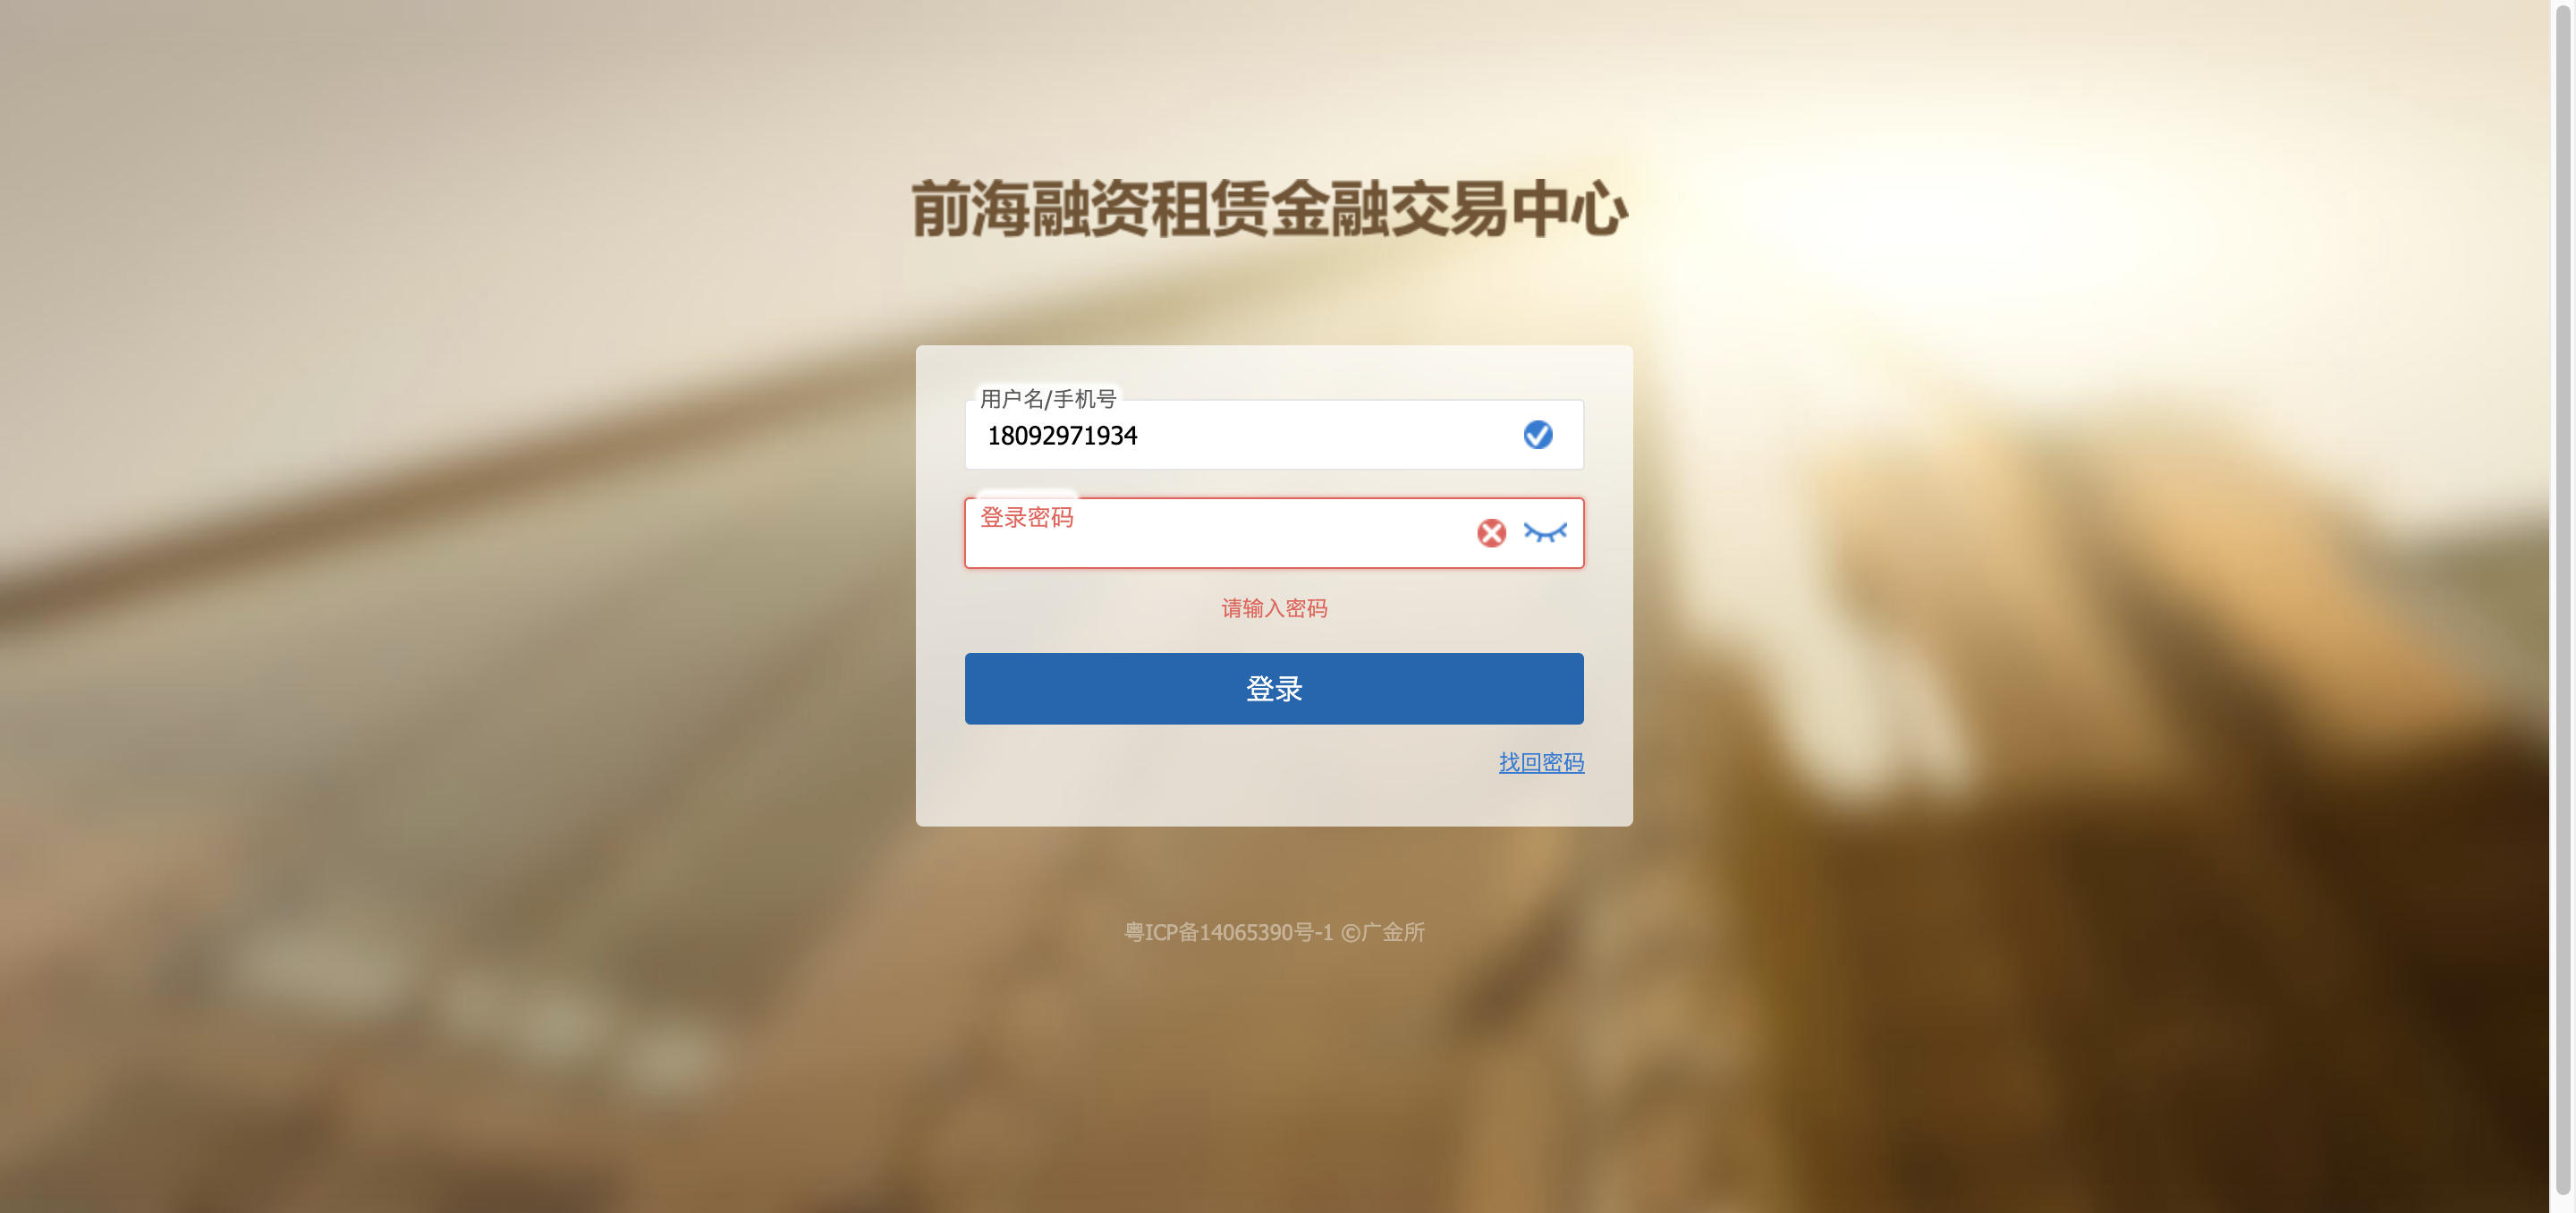 前海融资租赁金融交易中心
用户名/手机号
18092971934
登录密码
请输入密码
登录
找回密码
粤ICP备14065390号-1 ©广金所